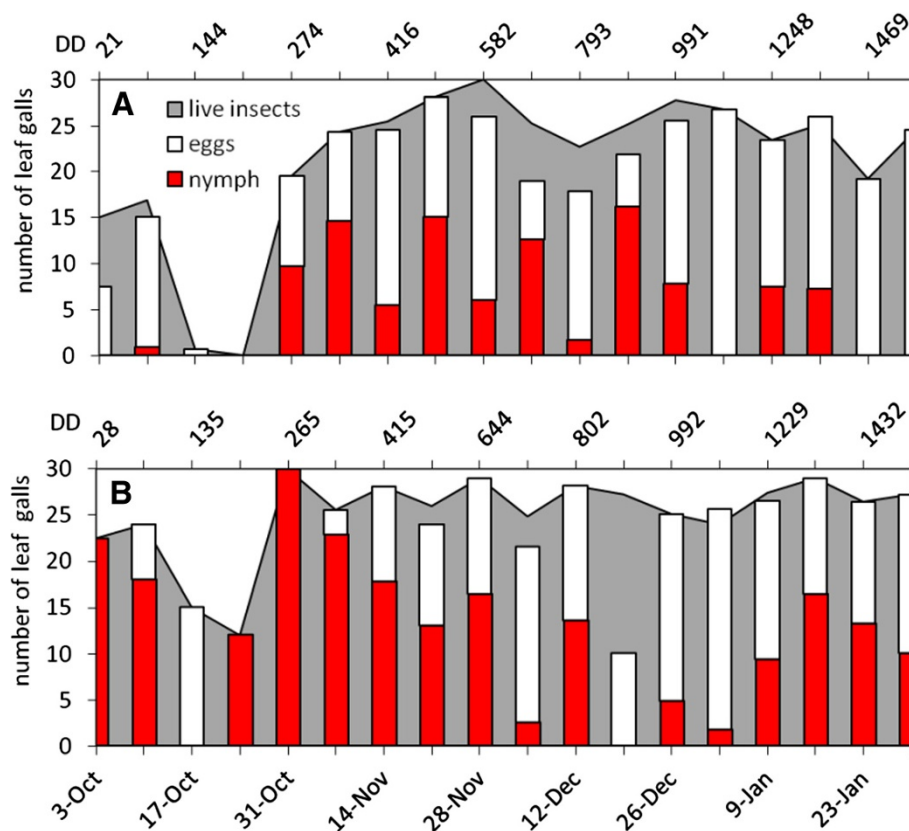 DD 21 144 274 416 582 793 991 1248 1469
A
live insects
eggs
nymph
number of leaf galls
30
25
20
15
10
5
0
DD 28 135 265 415 644 802 992 1229 1432
B
number of leaf galls
30
25
20
15
10
5
0
3-Oct 17-Oct 31-Oct 14-Nov 28-Nov 12-Dec 26-Dec 9-Jan 23-Jan